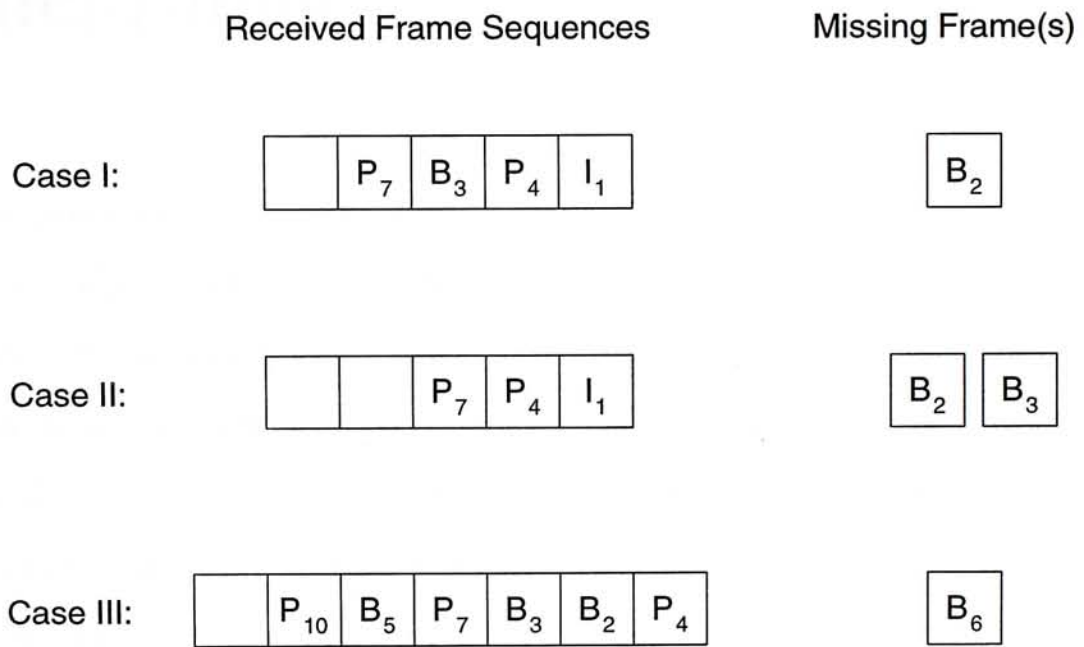 Received Frame Sequences Missing Frame(s)
Case I: P₇ B₃ P₄ I₁ B₂
Case II: P₇ P₄ I₁ B₂ B₃
Case III: P₁₀ B₅ P₇ B₃ B₂ P₄ B₆